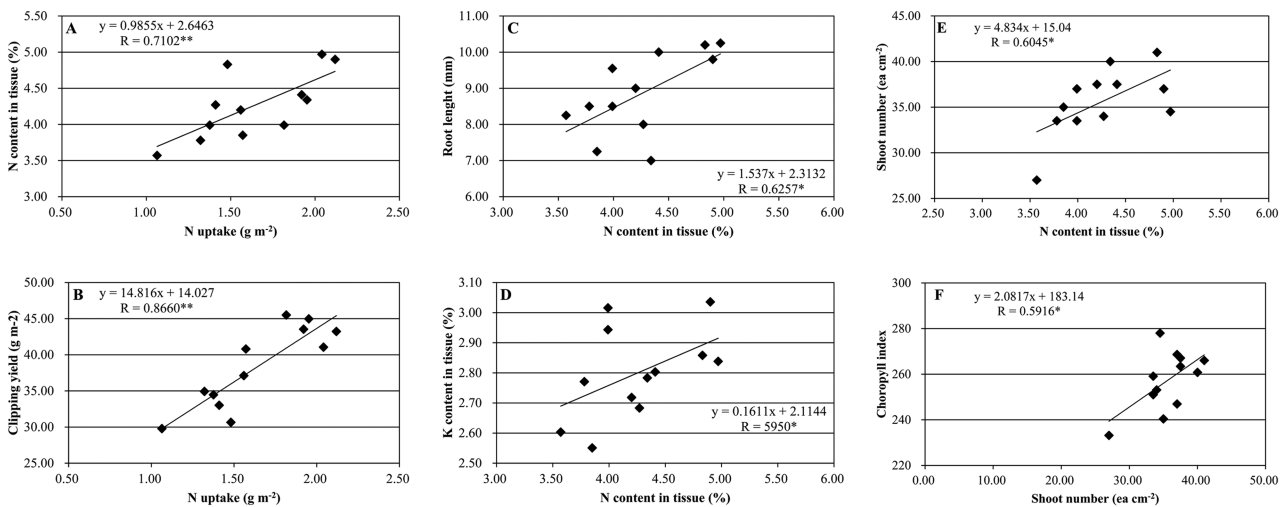 A
y = 0.9855x + 2.6463
R = 0.7102**
N content in tissue (%)
5.50
5.00
4.50
4.00
3.50
3.00
0.50 1.00 1.50 2.00 2.50
N uptake (g m-2)
C
Root lenght (mm)
11.00
10.00
9.00
8.00
7.00
6.00
y = 1.537x + 2.3132
R = 0.6257*
3.00 3.50 4.00 4.50 5.00 5.50 6.00
N content in tissue (%)
E
y = 4.834x + 15.04
R = 0.6045*
Shoot number (ea cm-2)
45.00
40.00
35.00
30.00
25.00
2.50 3.00 3.50 4.00 4.50 5.00 5.50 6.00
N content in tissue (%)
B
y = 14.816x + 14.027
R = 0.8660**
Clipping yield (g m-2)
50.00
45.00
40.00
35.00
30.00
25.00
0.50 1.00 1.50 2.00 2.50
N uptake (g m-2)
D
K content in tissue (%)
3.10
3.00
2.90
2.80
2.70
2.60
2.50
y = 0.1611x + 2.1144
R = 5950*
3.00 3.50 4.00 4.50 5.00 5.50 6.00
N content in tissue (%)
F
y = 2.0817x + 183.14
R = 0.5916*
Choropyll index
300
280
260
240
220
0.00 10.00 20.00 30.00 40.00 50.00
Shoot number (ea cm-2)